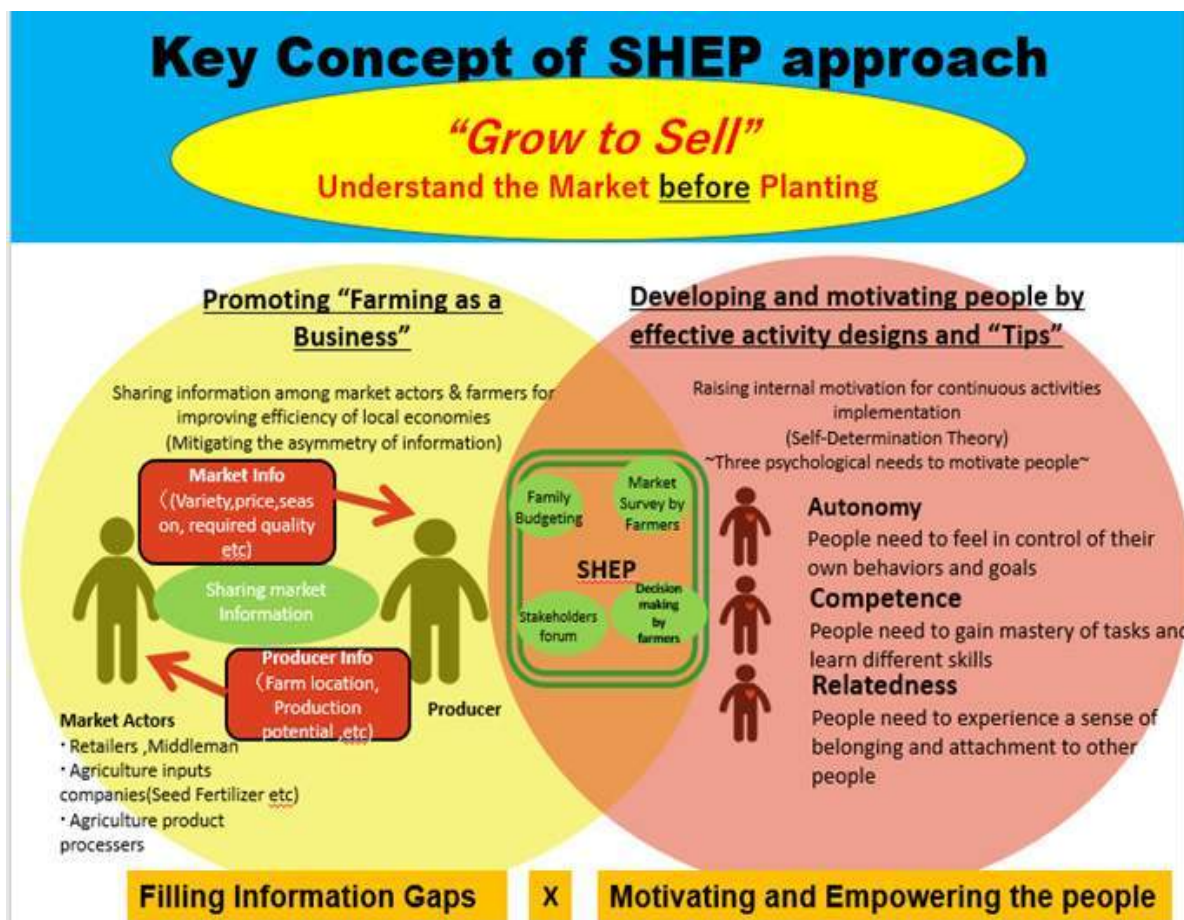 Key Concept of SHEP approach
“Grow to Sell”
Understand the Market before Planting
Promoting “Farming as a
Business”
Sharing information among market actors & farmers for
improving efficiency of local economies
(Mitigating the asymmetry of information)
Market Info
((Variety,price,seas
on, required quality
etc)
Sharing market
Information
Producer Info
(Farm location,
Production
potential ,etc)
Producer
Market Actors
・Retailers ,Middleman
・Agriculture inputs
companies(Seed Fertilizer etc)
・Agriculture product
processers
Family
Budgeting
Market
Survey by
Farmers
SHEP
Stakeholders
forum
Decision
making
by
farmers
Developing and motivating people by
effective activity designs and “Tips”
Raising internal motivation for continuous activities
implementation
(Self-Determination Theory)
~Three psychological needs to motivate people~
Autonomy
People need to feel in control of their
own behaviors and goals
Competence
People need to gain mastery of tasks and
learn different skills
Relatedness
People need to experience a sense of
belonging and attachment to other
people
Filling Information Gaps
X
Motivating and Empowering the people